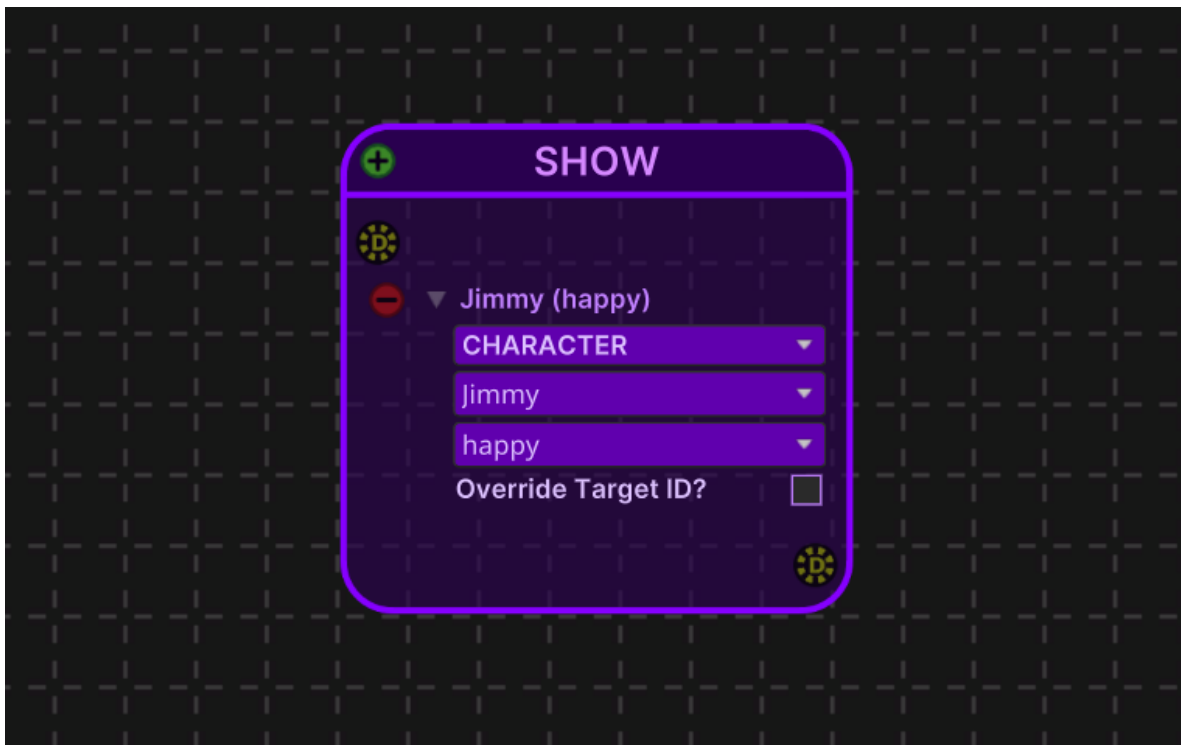 SHOW
D
Jimmy (happy)
CHARACTER
Jimmy
happy
Override Target ID?
D